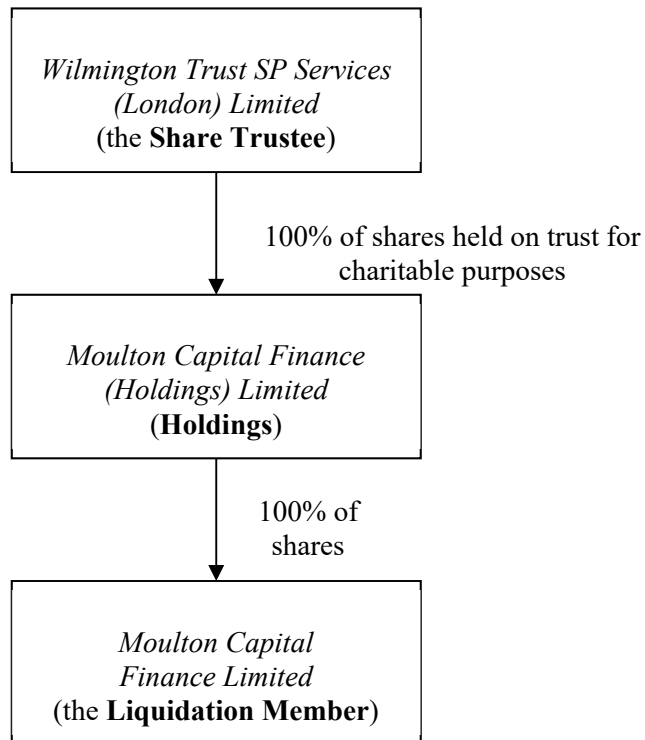 Wilmington Trust SP Services
(London) Limited
(the Share Trustee)
100% of shares held on trust for
charitable purposes
Moulton Capital Finance
(Holdings) Limited
(Holdings)
100% of
shares
Moulton Capital
Finance Limited
(the Liquidation Member)